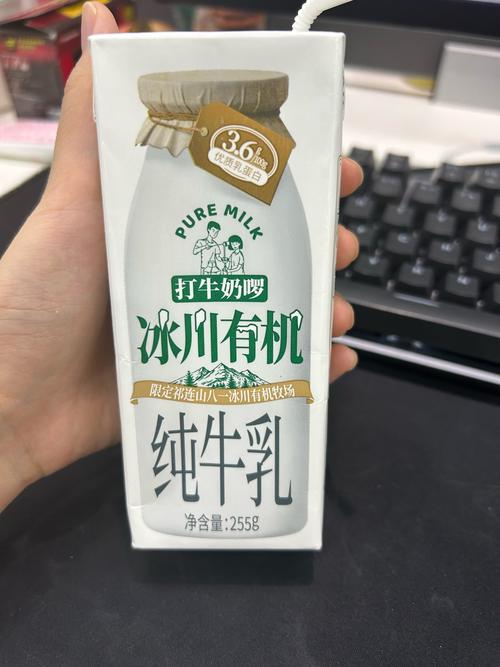 3.6g/100g
优质乳蛋白
PURE MILK
打牛奶啰
冰川有机
限定祁连山八一冰川有机牧场
纯牛乳
净含量:255g